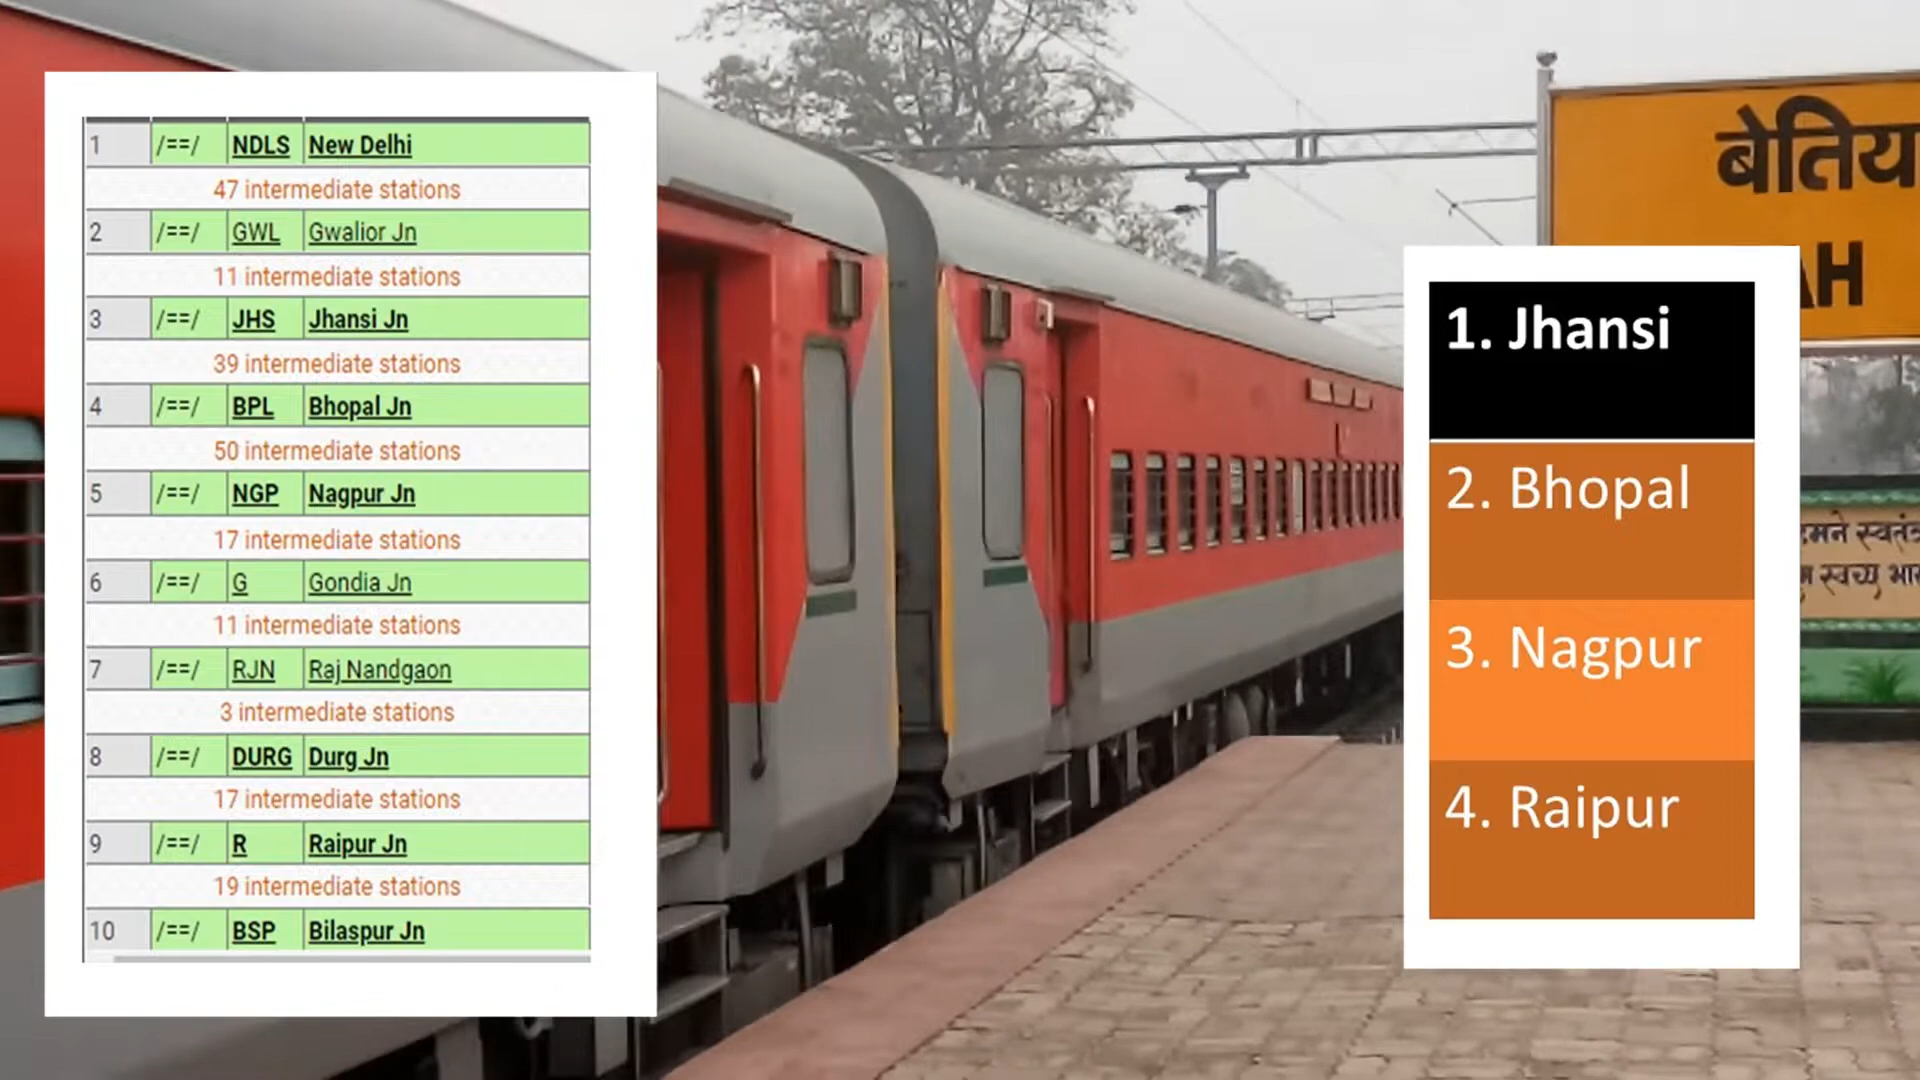 1 /==/ NDLS New Delhi
47 intermediate stations
2 /==/ GWL Gwalior Jn
11 intermediate stations
3 /==/ JHS Jhansi Jn
39 intermediate stations
4 /==/ BPL Bhopal Jn
50 intermediate stations
5 /==/ NGP Nagpur Jn
17 intermediate stations
6 /==/ G Gondia Jn
11 intermediate stations
7 /==/ RJN Raj Nandgaon
3 intermediate stations
8 /==/ DURG Durg Jn
17 intermediate stations
9 /==/ R Raipur Jn
19 intermediate stations
10 /==/ BSP Bilaspur Jn
बेतिय
AH
1. Jhansi
2. Bhopal
3. Nagpur
4. Raipur
स्वच्छ